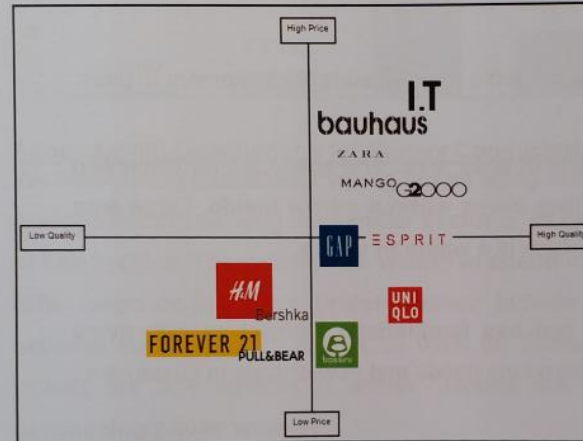 High Price
I.T
bauhaus
ZARA
MANGO G2000
Low Quality
GAP
ESPRIT
High Quality
H&M
UNI
QLO
Bershka
FOREVER 21
PULL&BEAR
bossini
Low Price